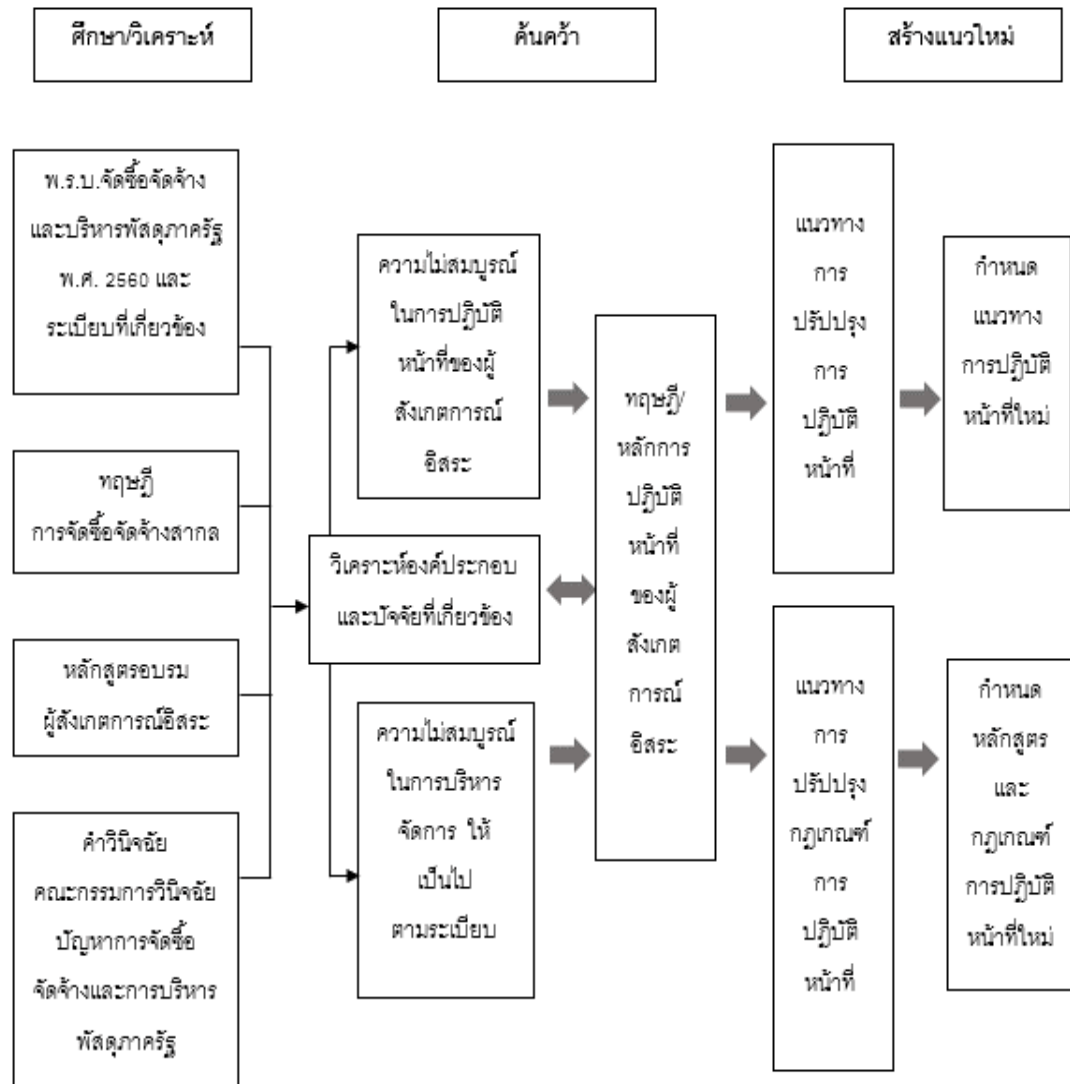 ศึกษา/วิเคราะห์
ค้นคว้า
สร้างแนวใหม่
พ.ร.บ.จัดซื้อจัดจ้าง
และบริหารพัสดุภาครัฐ
พ.ศ. 2560 และ
ระเบียบที่เกี่ยวข้อง
ทฤษฎี
การจัดซื้อจัดจ้างสากล
หลักสูตรอบรม
ผู้สังเกตการณ์อิสระ
คำวินิจฉัย
คณะกรรมการวินิจฉัย
ปัญหาการจัดซื้อ
จัดจ้างและการบริหาร
พัสดุภาครัฐ
ความไม่สมบูรณ์
ในการปฏิบัติ
หน้าที่ของผู้
สังเกตการณ์
อิสระ
วิเคราะห์องค์ประกอบ
และปัจจัยที่เกี่ยวข้อง
ความไม่สมบูรณ์
ในการบริหาร
จัดการ ให้
เป็นไป
ตามระเบียบ
ทฤษฎี/
หลักการ
ปฏิบัติ
หน้าที่
ของผู้
สังเกต
การณ์
อิสระ
แนวทาง
การ
ปรัปปรุง
การ
ปฏิบัติ
หน้าที่
กำหนด
แนวทาง
การปฏิบัติ
หน้าที่ใหม่
แนวทาง
การ
ปรัปปรุง
กฎเกณฑ์
การ
ปฏิบัติ
หน้าที่
กำหนด
หลักสูตร
และ
กฎเกณฑ์
การปฏิบัติ
หน้าที่ใหม่